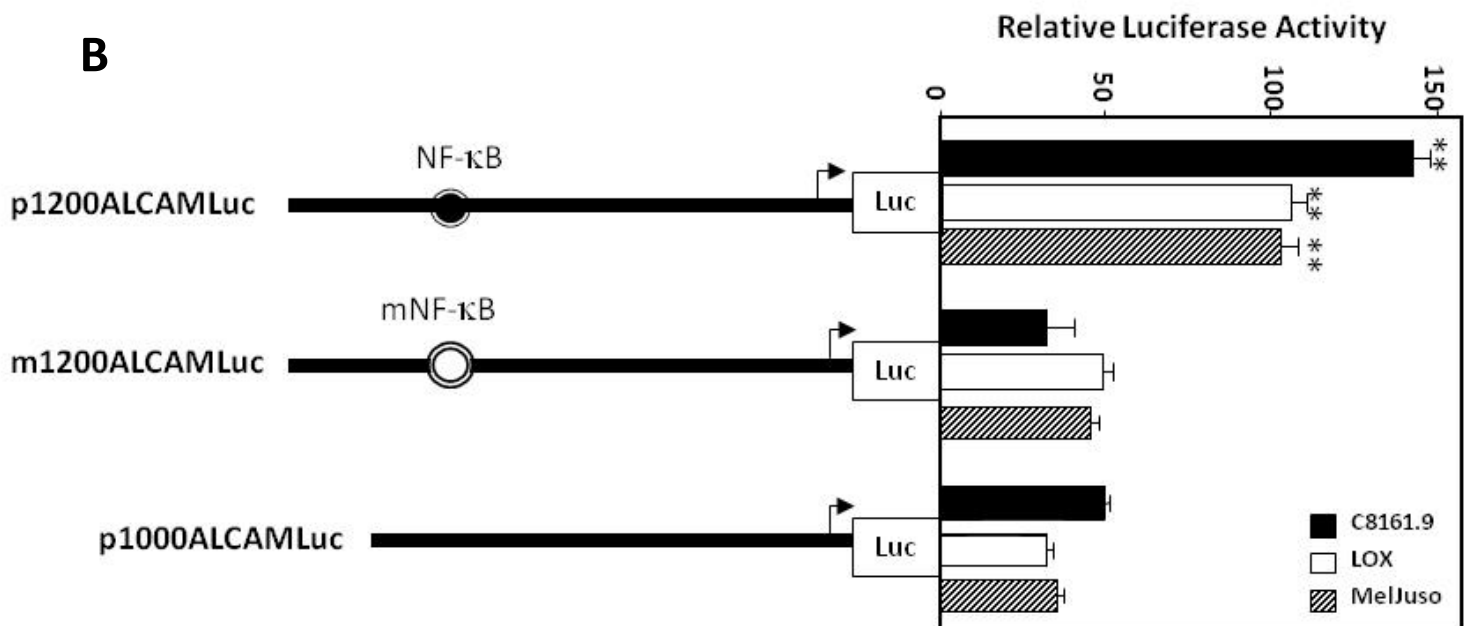 B
Relative Luciferase Activity
0 50 100 150
NF-κB
p1200ALCAMLuc
Luc
**
**
**
mNF-κB
m1200ALCAMLuc
Luc
p1000ALCAMLuc
Luc
C8161.9
LOX
MelJuso